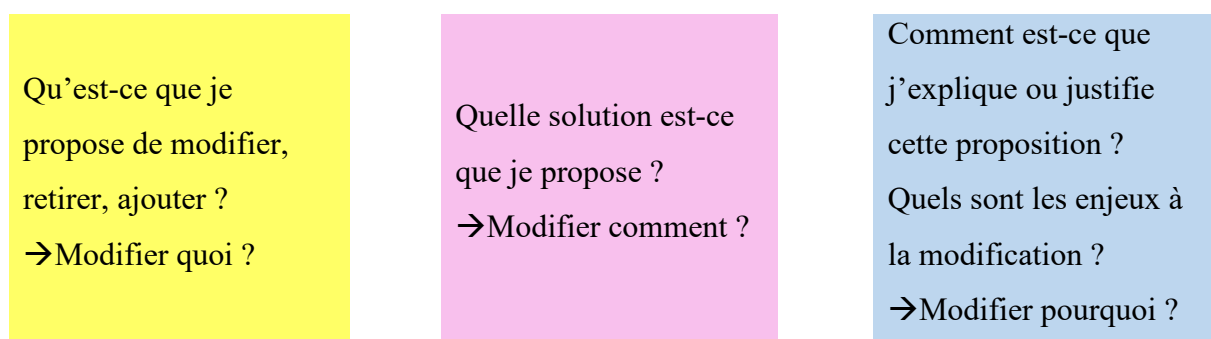 Qu’est-ce que je
propose de modifier,
retirer, ajouter ?
→Modifier quoi ?
Quelle solution est-ce
que je propose ?
→Modifier comment ?
Comment est-ce que
j’explique ou justifie
cette proposition ?
Quels sont les enjeux à
la modification ?
→Modifier pourquoi ?